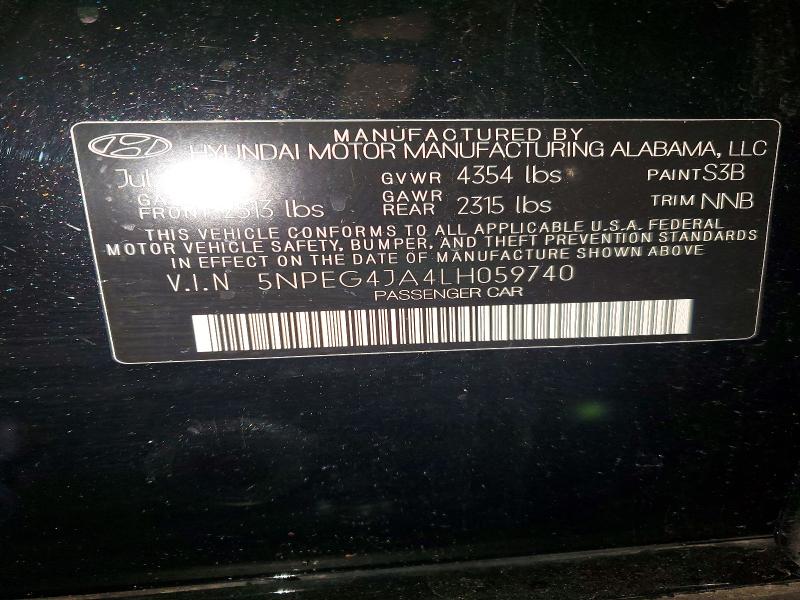 MANUFACTURED BY
HYUNDAI MOTOR MANUFACTURING ALABAMA, LLC
GVWR 4354 lbs PAINT S3B
FRONT 2513 lbs GAWR REAR 2315 lbs TRIM NNB
THIS VEHICLE CONFORMS TO ALL APPLICABLE U.S.A. FEDERAL
MOTOR VEHICLE SAFETY, BUMPER, AND THEFT PREVENTION STANDARDS
IN EFFECT ON THE DATE OF MANUFACTURE SHOWN ABOVE
V.I.N 5NPEG4JA4LH059740
PASSENGER CAR